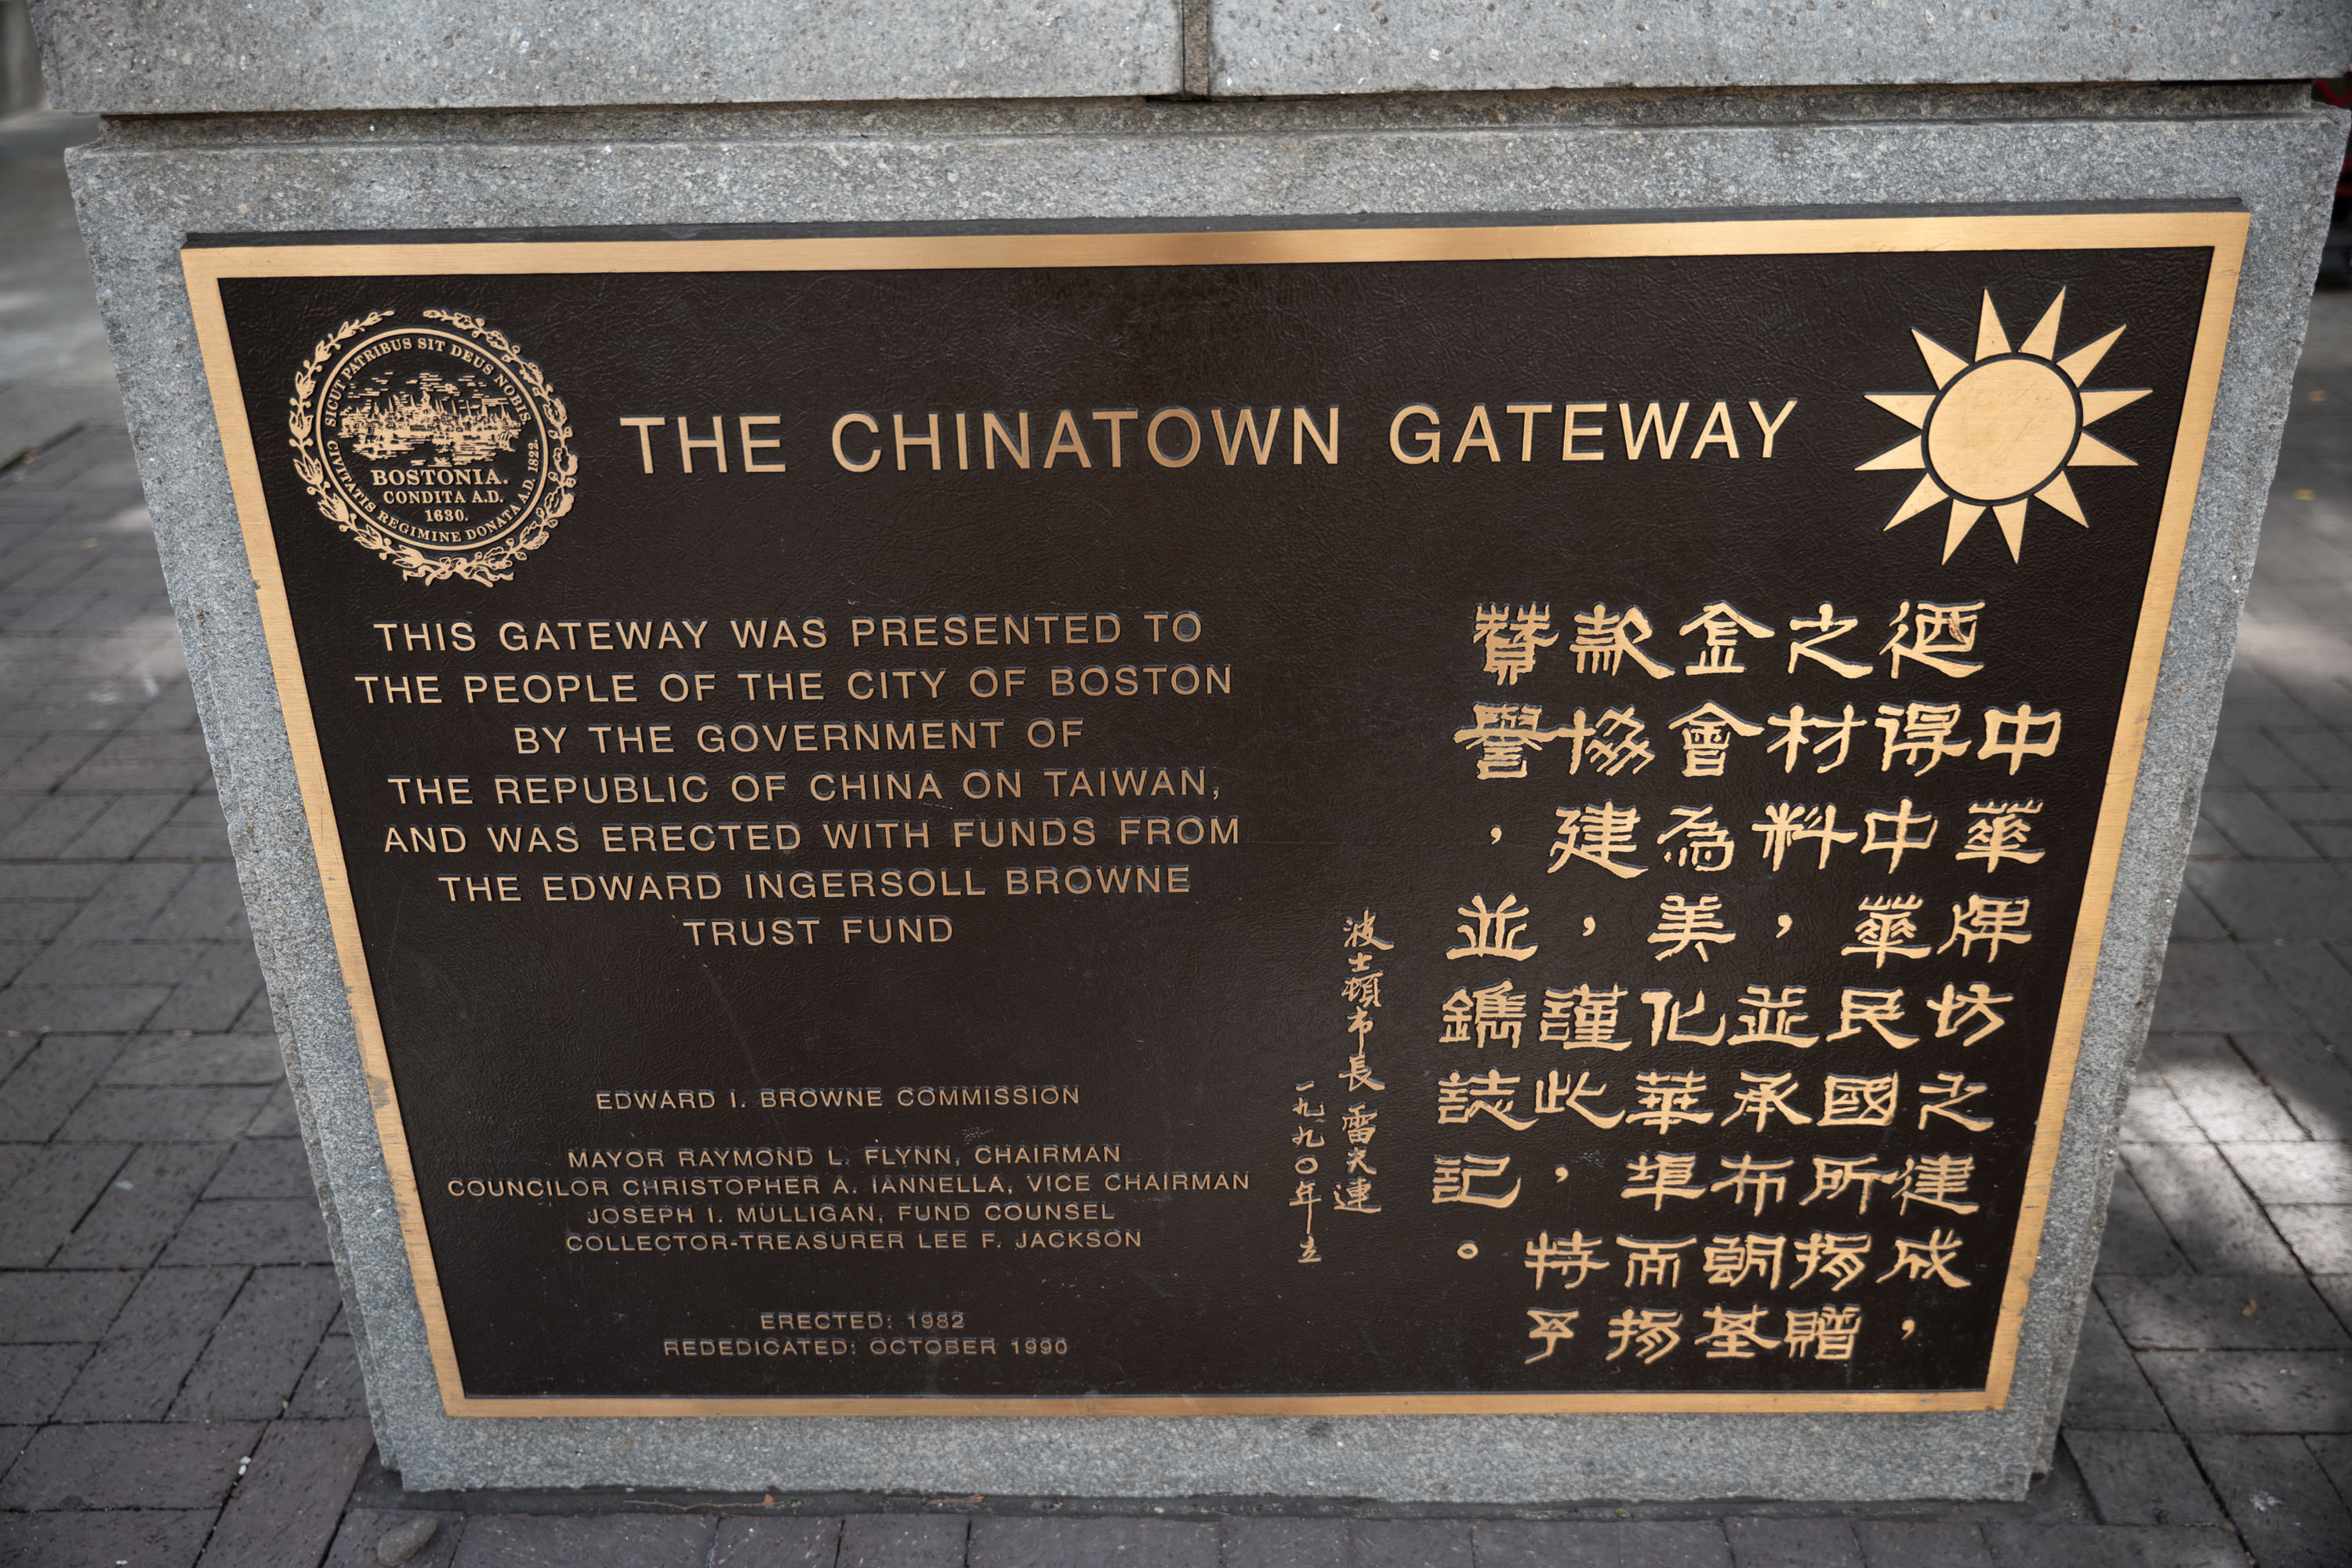 SICUT PATRIBUS SIT DEUS NOBIS
CIVITATIS REGIMINE DONATA A.D. 1822.
BOSTONIA.
CONDITA A.D.
1630.
THE CHINATOWN GATEWAY
THIS GATEWAY WAS PRESENTED TO
THE PEOPLE OF THE CITY OF BOSTON
BY THE GOVERNMENT OF
THE REPUBLIC OF CHINA ON TAIWAN,
AND WAS ERECTED WITH FUNDS FROM
THE EDWARD INGERSOLL BROWNE
TRUST FUND
EDWARD I. BROWNE COMMISSION
MAYOR RAYMOND L. FLYNN, CHAIRMAN
COUNCILOR CHRISTOPHER A. IANNELLA, VICE CHAIRMAN
JOSEPH I. MULLIGAN, FUND COUNSEL
COLLECTOR-TREASURER LEE F. JACKSON
ERECTED: 1982
REDEDICATED: OCTOBER 1990
中華牌坊之建成，
迺得中華民國所捐贈
之材料，並承布朗基
金會為美化華埠而捐
款協建，謹此特予
贊譽，並鐫誌記。
波士頓市長 雷夫連
一九九〇年立